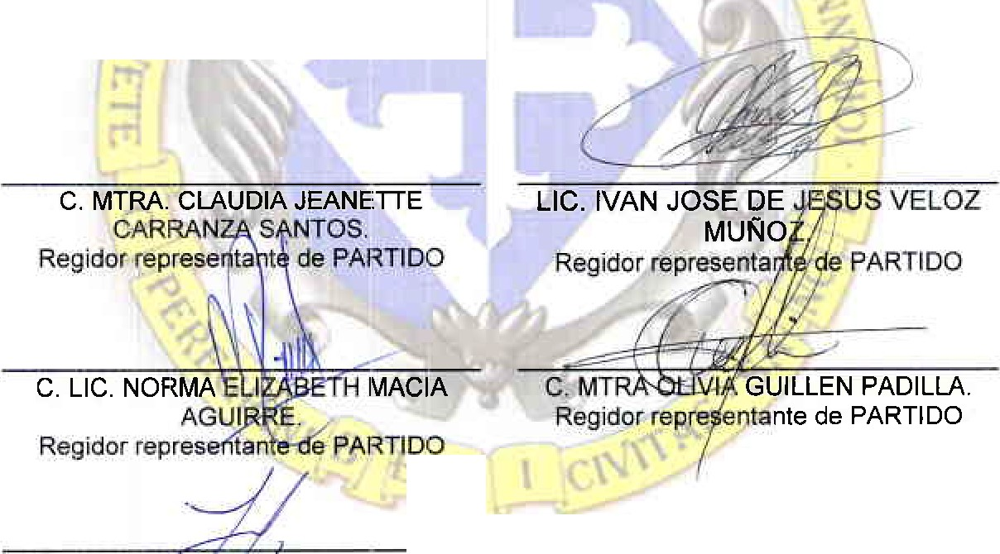 C. MTRA. CLAUDIA JEANETTE
CARRANZA SANTOS.
Regidor representante de PARTIDO
LIC. IVAN JOSE DE JESUS VELOZ
MUÑOZ.
Regidor representante de PARTIDO
C. LIC. NORMA ELIZABETH MACIA
AGUIRRE.
Regidor representante de PARTIDO
C. MTRA OLIVIA GUILLEN PADILLA.
Regidor representante de PARTIDO